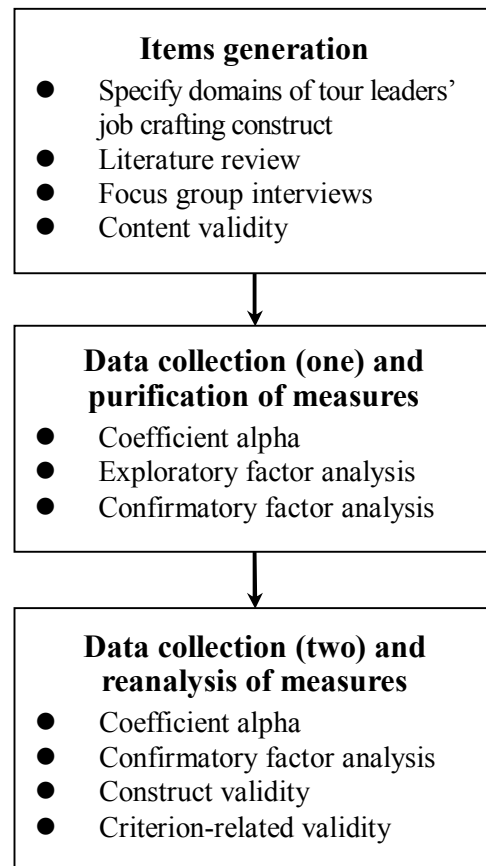 Items generation
● Specify domains of tour leaders’
job crafting construct
● Literature review
● Focus group interviews
● Content validity
Data collection (one) and
purification of measures
● Coefficient alpha
● Exploratory factor analysis
● Confirmatory factor analysis
Data collection (two) and
reanalysis of measures
● Coefficient alpha
● Confirmatory factor analysis
● Construct validity
● Criterion-related validity